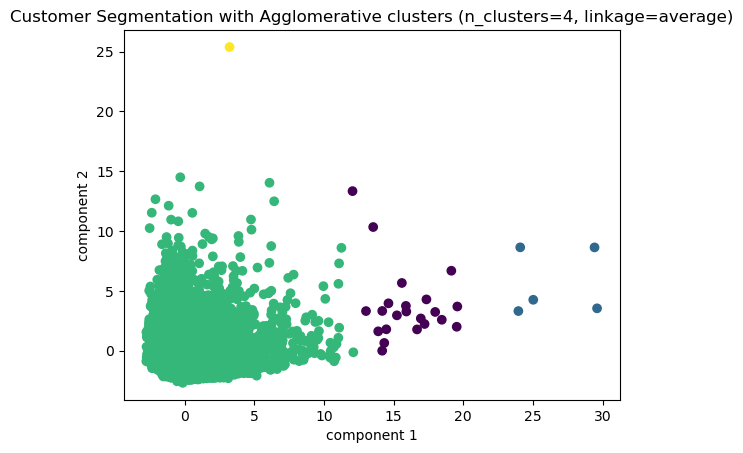 Customer Segmentation with Agglomerative clusters (n_clusters=4, linkage=average)
25
20
15
10
5
0
component 2
0 5 10 15 20 25 30
component 1